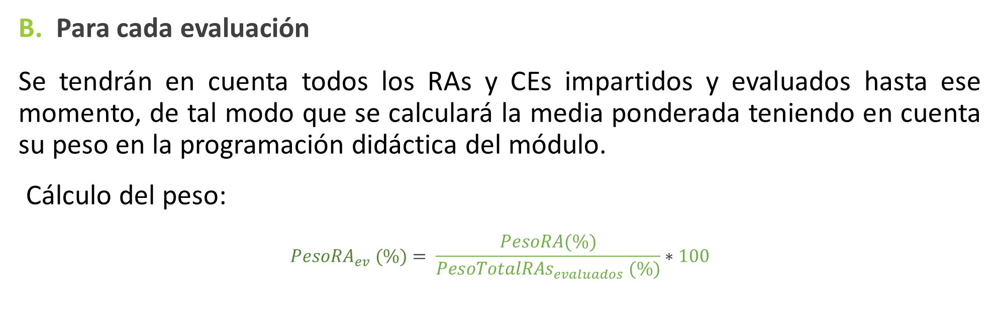 B. Para cada evaluación
Se tendrán en cuenta todos los RAs y CEs impartidos y evaluados hasta ese
momento, de tal modo que se calculará la media ponderada teniendo en cuenta
su peso en la programación didáctica del módulo.
Cálculo del peso:
PesoRA_ev (%) = PesoRA(%) / PesoTotalRAs_evaluados (%) * 100